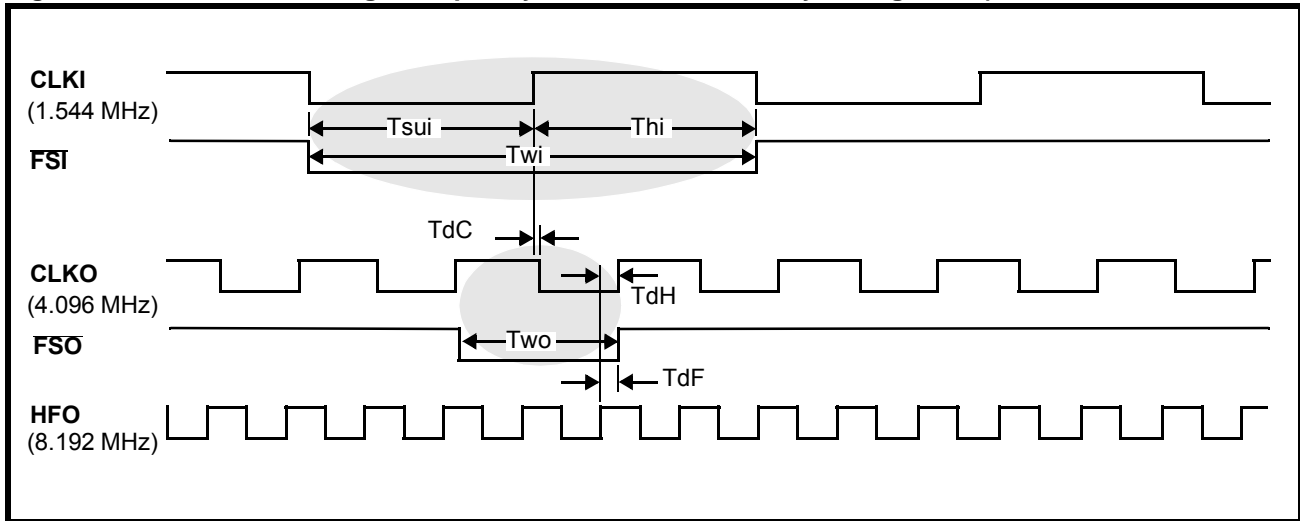 CLKI
(1.544 MHz)
Tsui
Thi
Twi
FSI
TdC
CLKO
(4.096 MHz)
TdH
FSO
Two
TdF
HFO
(8.192 MHz)